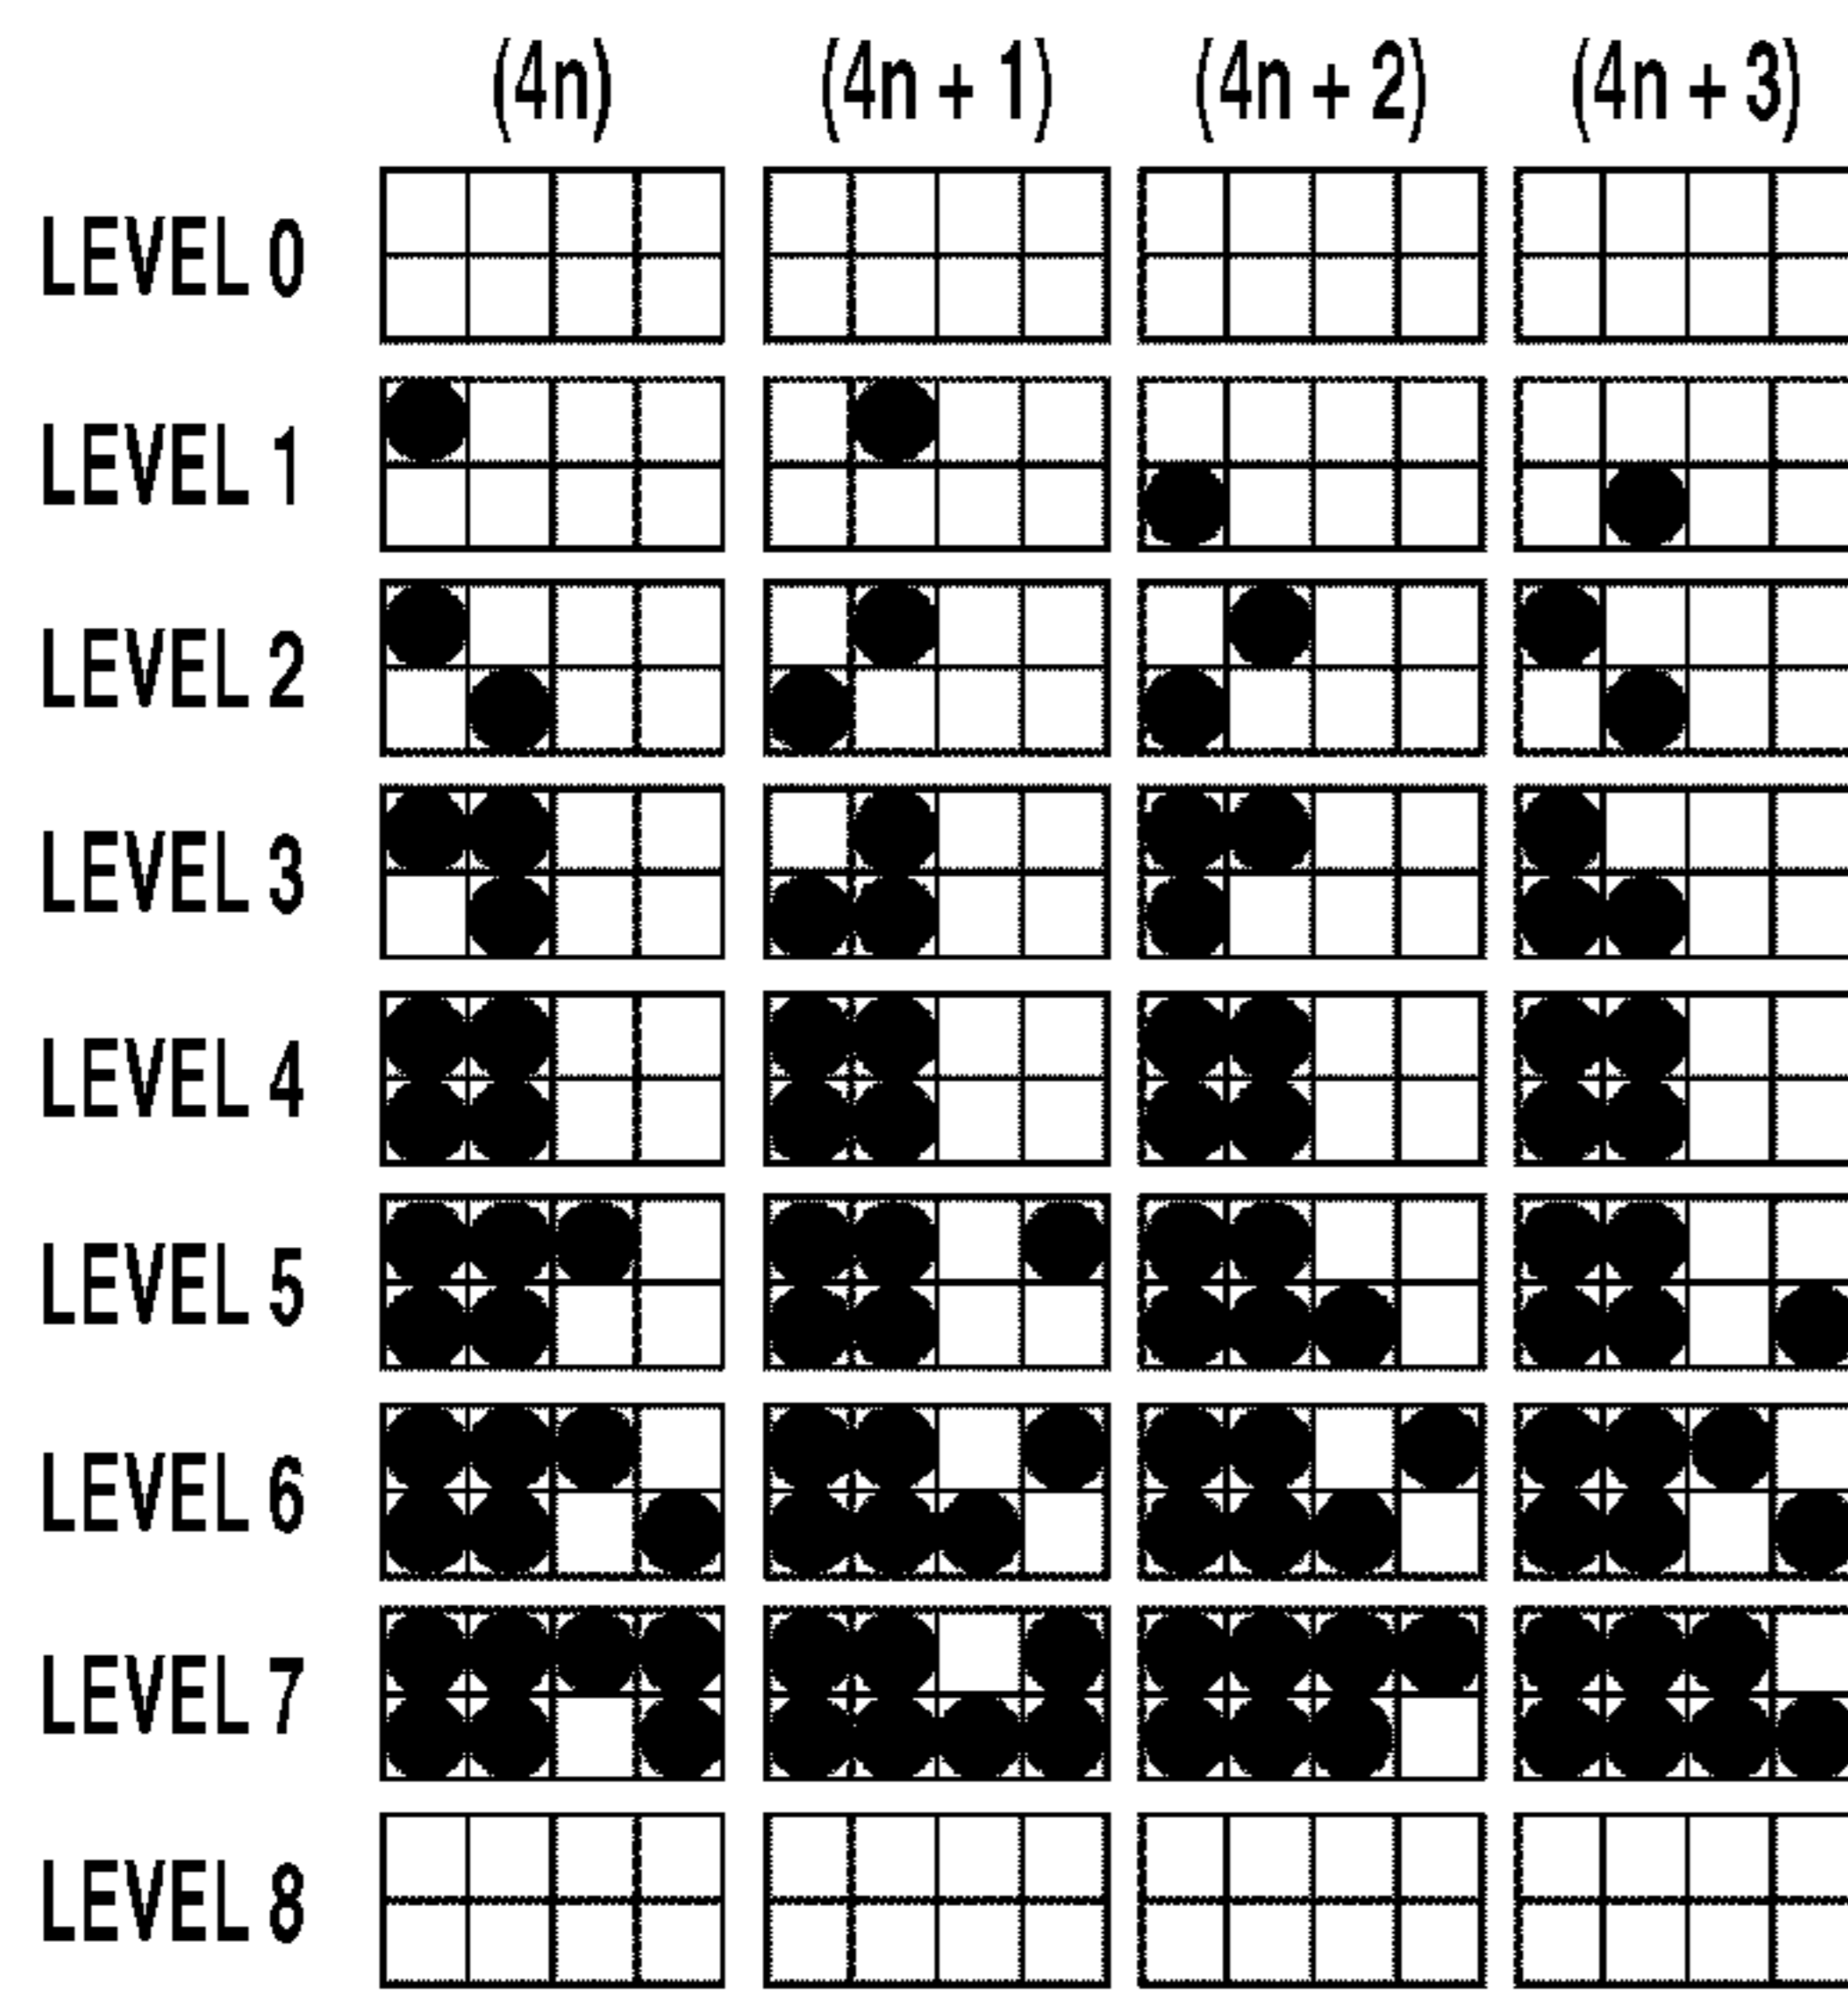 (4n) (4n + 1) (4n + 2) (4n + 3)
LEVEL 0
LEVEL 1
LEVEL 2
LEVEL 3
LEVEL 4
LEVEL 5
LEVEL 6
LEVEL 7
LEVEL 8